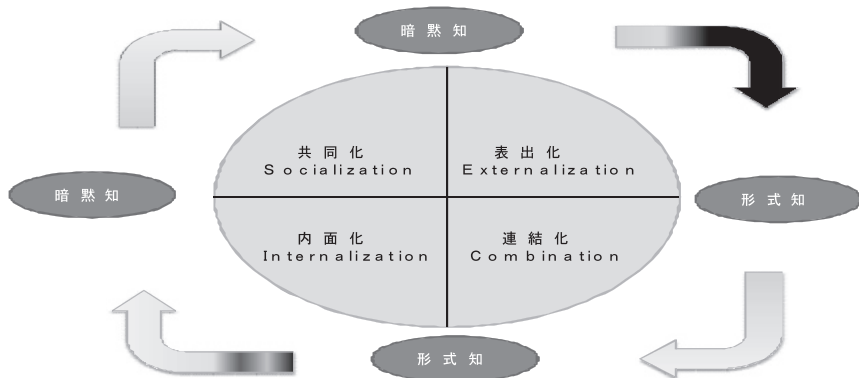 暗黙知
共同化
Socialization
表出化
Externalization
暗黙知
形式知
内面化
Internalization
連結化
Combination
形式知